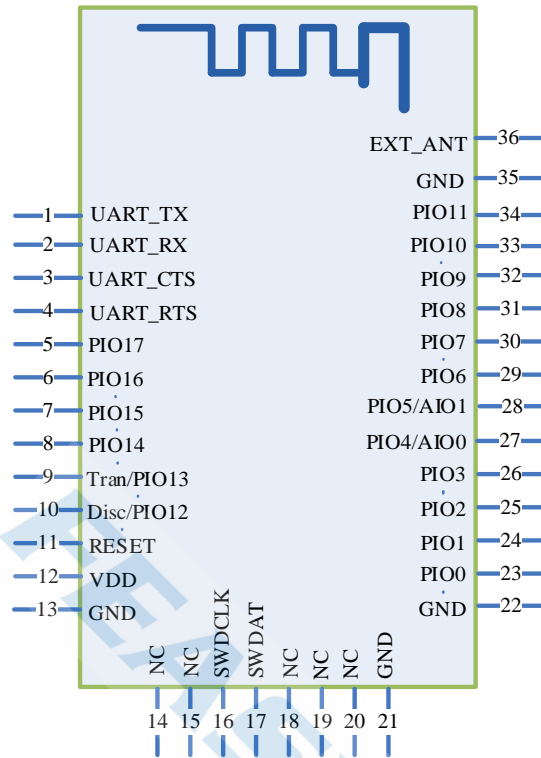 EXT_ANT 36
GND 35
1 UART_TX
PIO11 34
2 UART_RX
PIO10 33
3 UART_CTS
PIO9 32
4 UART_RTS
PIO8 31
5 PIO17
PIO7 30
6 PIO16
PIO6 29
7 PIO15
PIO5/AIO1 28
8 PIO14
PIO4/AIO0 27
9 Tran/PIO13
PIO3 26
10 Disc/PIO12
PIO2 25
11 RESET
PIO1 24
12 VDD
PIO0 23
13 GND
GND 22
NC NC SWDCLK SWDAT NC NC NC GND
14 15 16 17 18 19 20 21